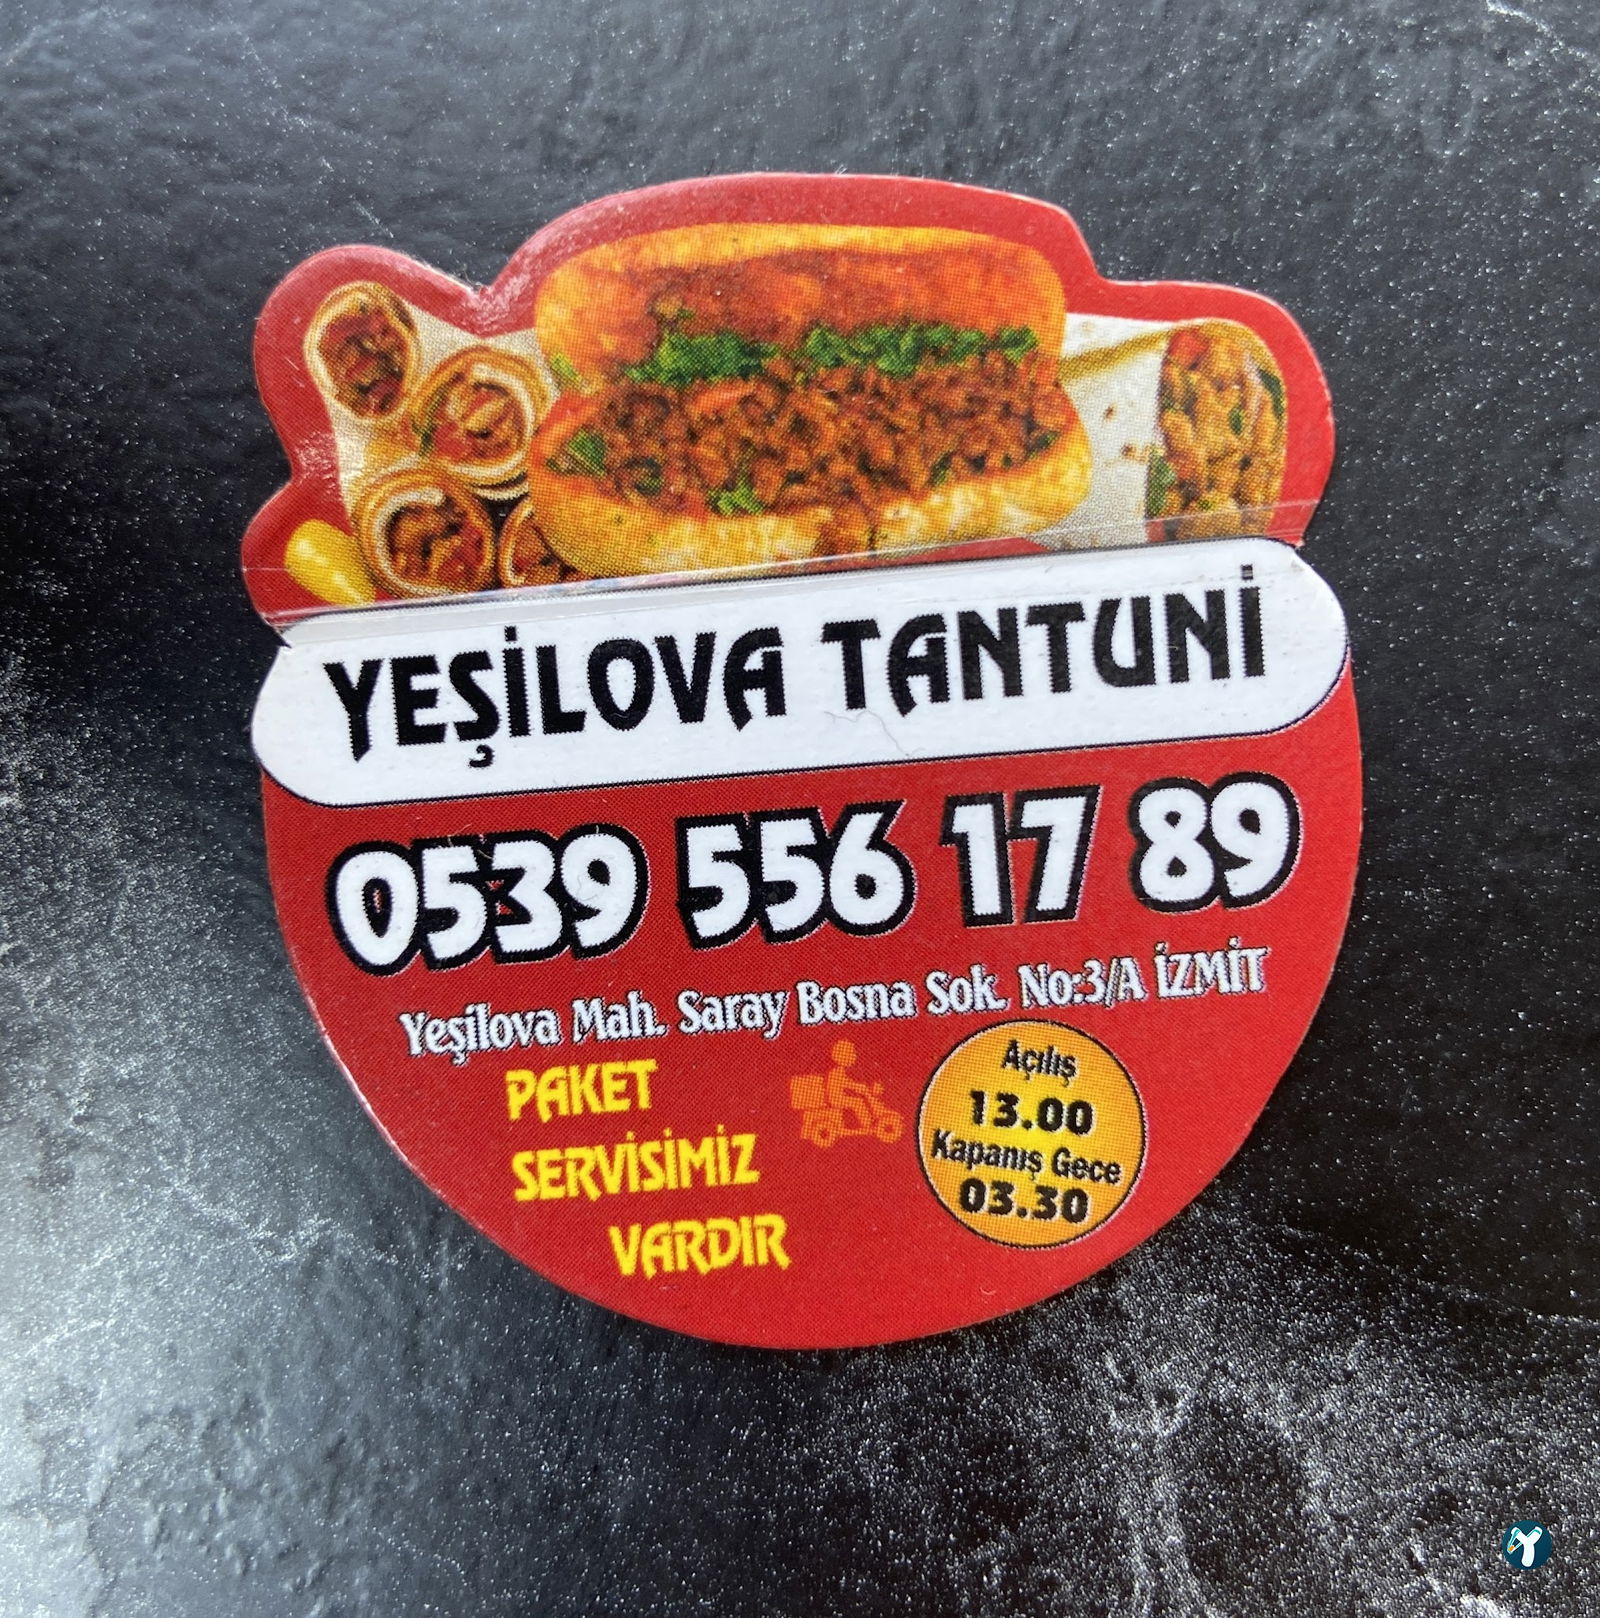 YEŞİLOVA TANTUNİ
0539 556 17 89
Yeşilova Mah. Saray Bosna Sok. No:3/A İZMİT
PAKET
SERVİSİMİZ
VARDIR
Açılış
13.00
Kapanış Gece
03.30